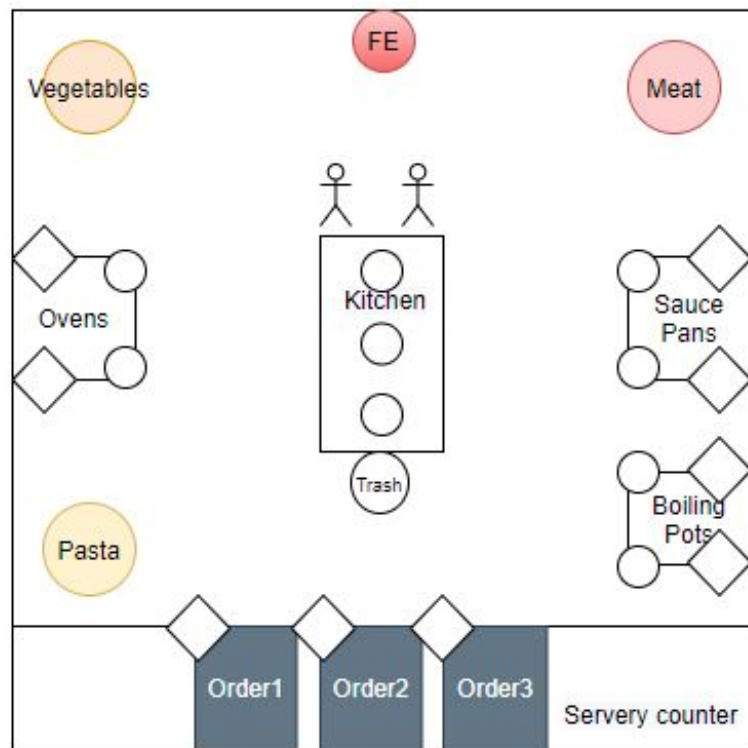 FE
Vegetables
Meat
Kitchen
Ovens
Sauce
Pans
Trash
Boiling
Pots
Pasta
Order1
Order2
Order3
Servery counter